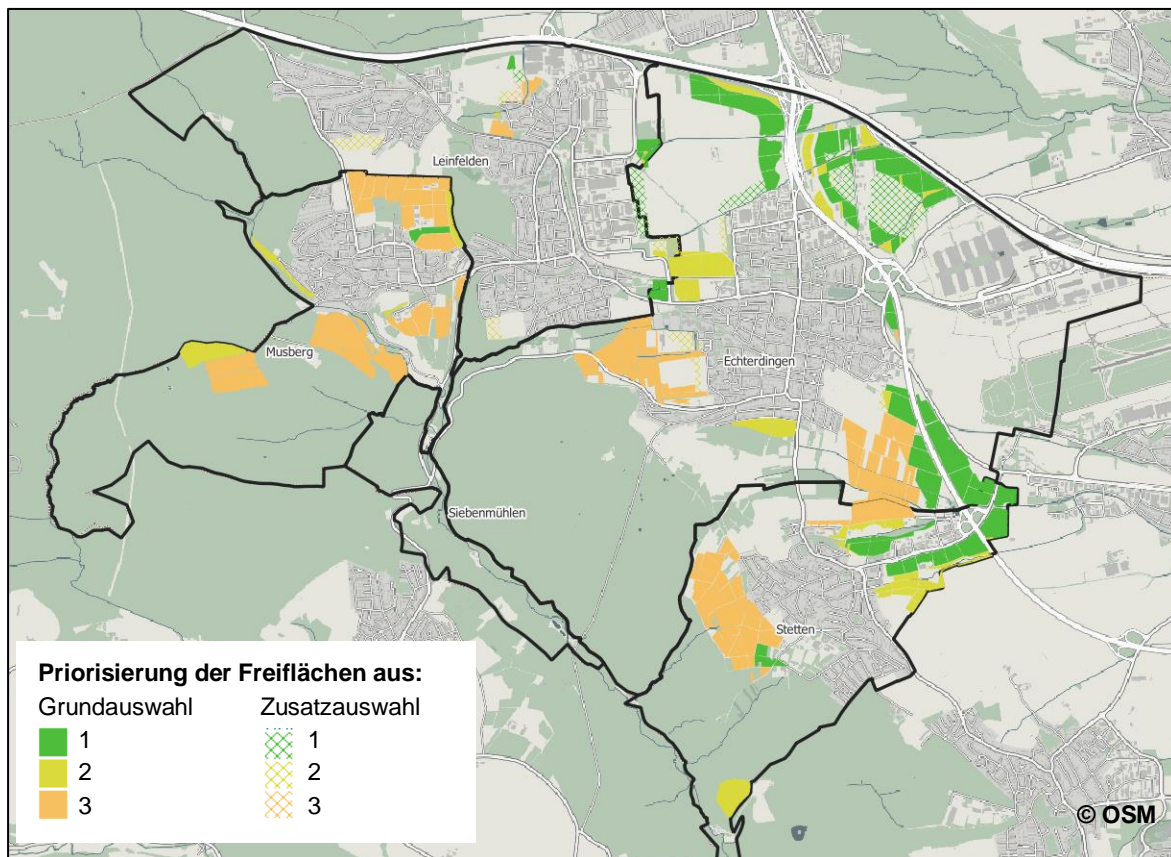 Leinfelden
Musberg
Echterdingen
Siebenmühlen
Stetten
Priorisierung der Freiflächen aus:
Grundauswahl Zusatzauswahl
1 1
2 2
3 3
© OSM